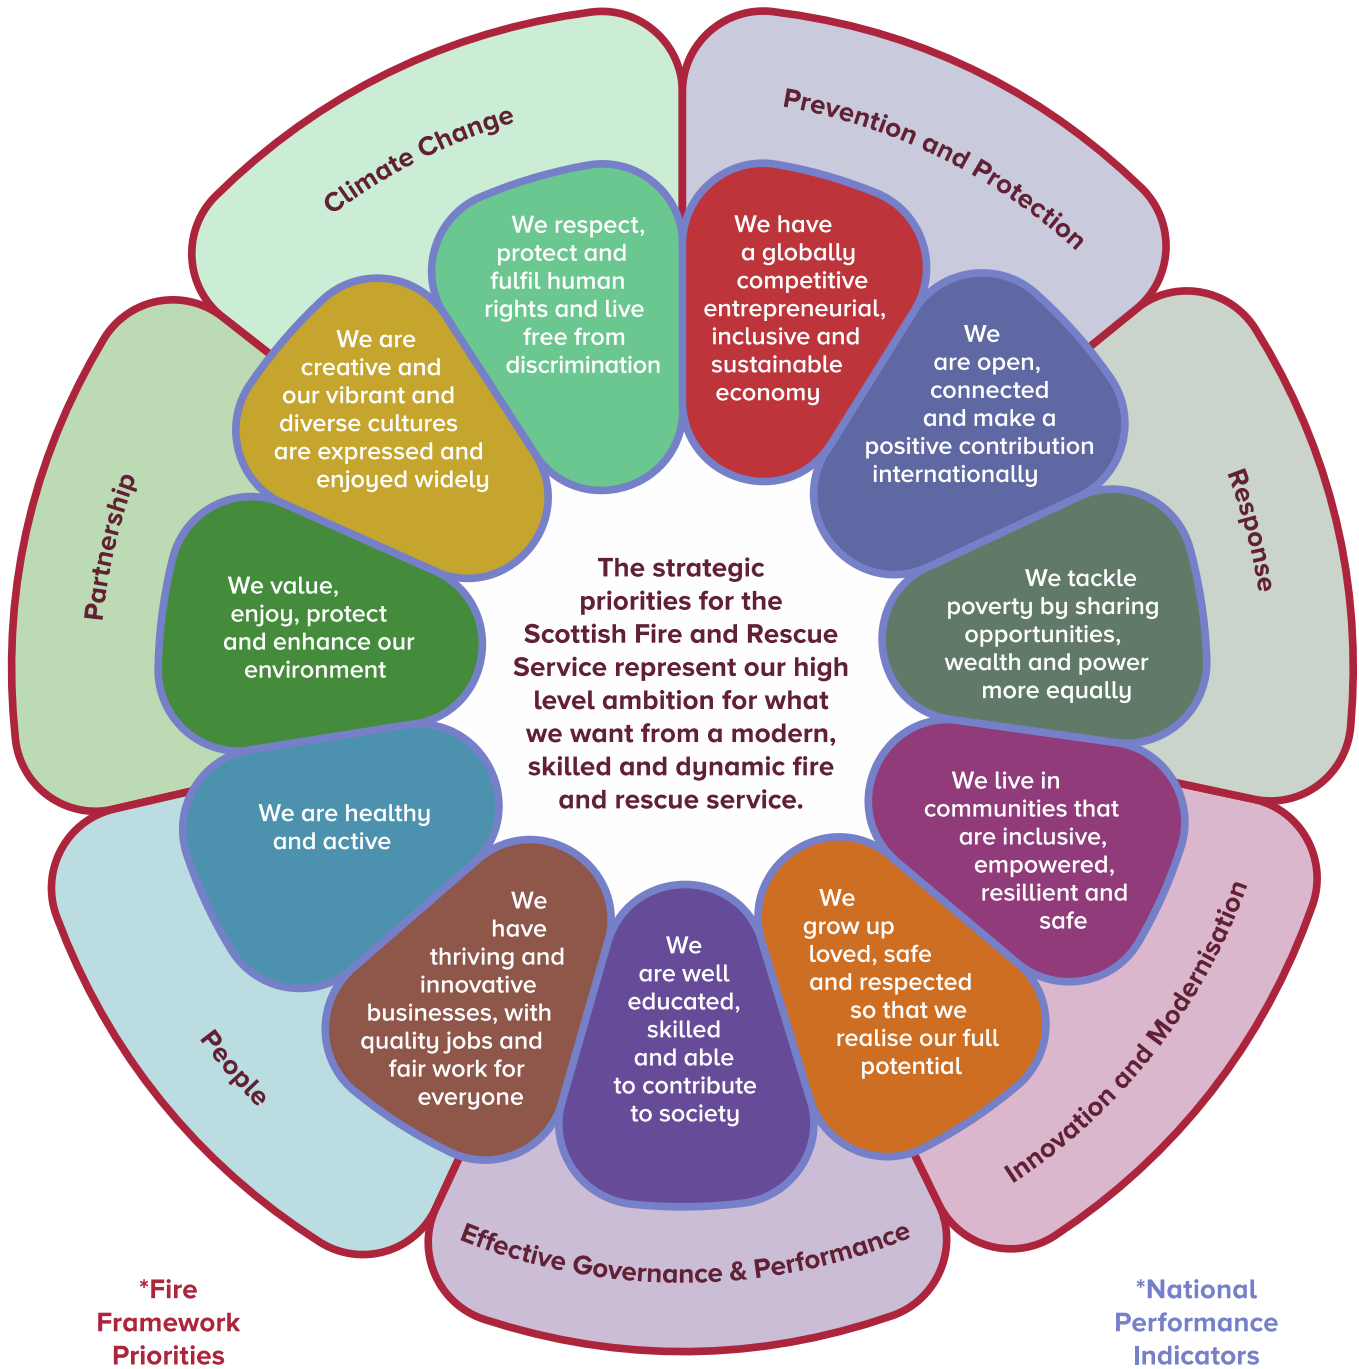 Climate Change
Prevention and Protection
Response
Innovation and Modernisation
Effective Governance & Performance
People
Partnership
We respect,
protect and
fulfil human
rights and live
free from
discrimination
We have
a globally
competitive
entrepreneurial,
inclusive and
sustainable
economy
We
are open,
connected
and make a
positive contribution
internationally
We tackle
poverty by sharing
opportunities,
wealth and power
more equally
We live in
communities that
are inclusive,
empowered,
resillient and
safe
We
grow up
loved, safe
and respected
so that we
realise our full
potential
We
are well
educated,
skilled
and able
to contribute
to society
We
have
thriving and
innovative
businesses, with
quality jobs and
fair work for
everyone
We are healthy
and active
We value,
enjoy, protect
and enhance our
environment
We are
creative and
our vibrant and
diverse cultures
are expressed and
enjoyed widely
The strategic
priorities for the
Scottish Fire and Rescue
Service represent our high
level ambition for what
we want from a modern,
skilled and dynamic fire
and rescue service.
*Fire
Framework
Priorities
*National
Performance
Indicators